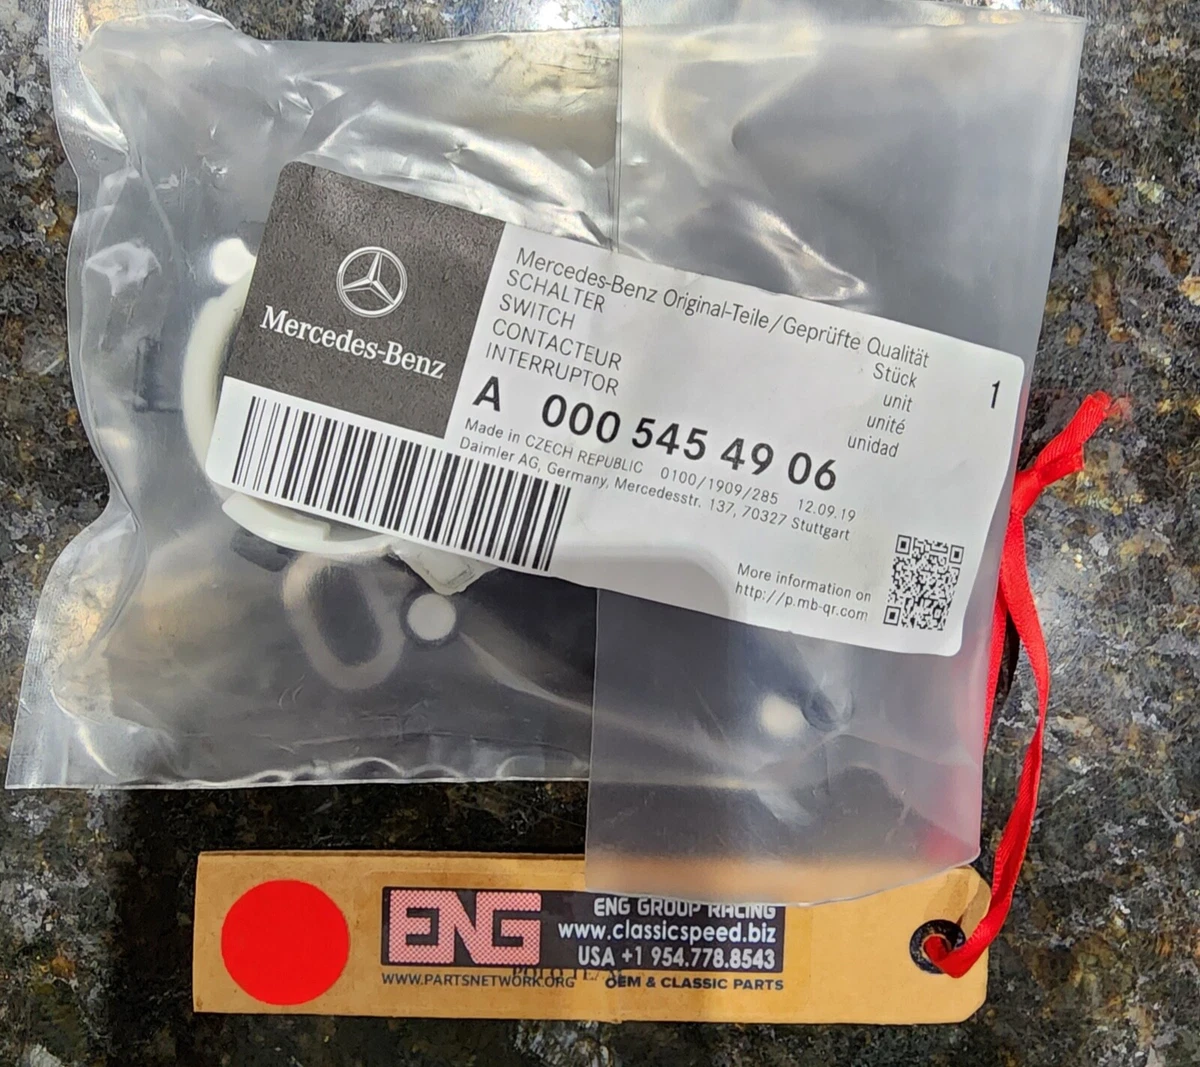 Mercedes-Benz
Mercedes-Benz Original-Teile/Geprüfte Qualität
SCHALTER
SWITCH
CONTACTEUR
INTERRUPTOR
Stück
unit
unité
unidad
1
A 000 545 49 06
Made in CZECH REPUBLIC 0100/1909/285 12.09.19
Daimler AG, Germany, Mercedesstr. 137, 70327 Stuttgart
More information on
http://p.mb-qr.com
ENG
ENG GROUP RACING
www.classicspeed.biz
USA +1 954.778.8543
WWW.PARTSNETWORK.ORG
OEM & CLASSIC PARTS